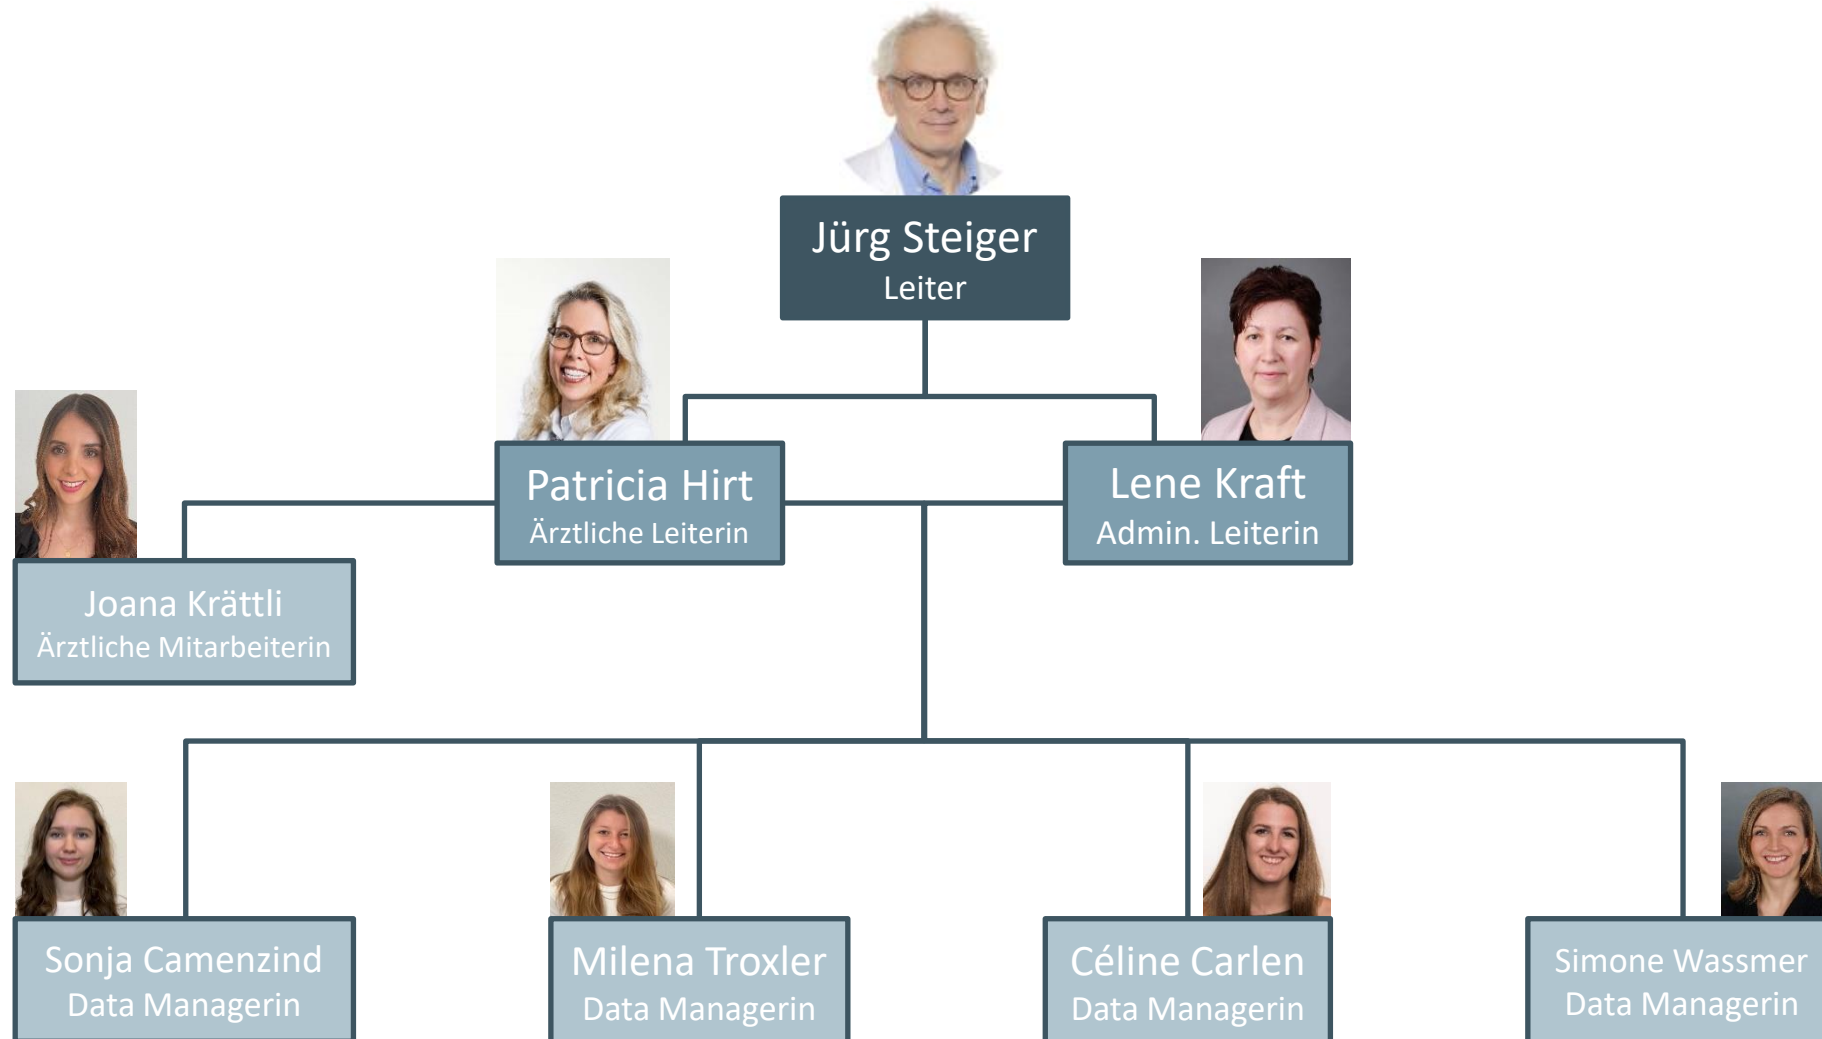 Jürg Steiger
Leiter
Patricia Hirt
Ärztliche Leiterin
Lene Kraft
Admin. Leiterin
Joana Krättli
Ärztliche Mitarbeiterin
Sonja Camenzind
Data Managerin
Milena Troxler
Data Managerin
Céline Carlen
Data Managerin
Simone Wassmer
Data Managerin